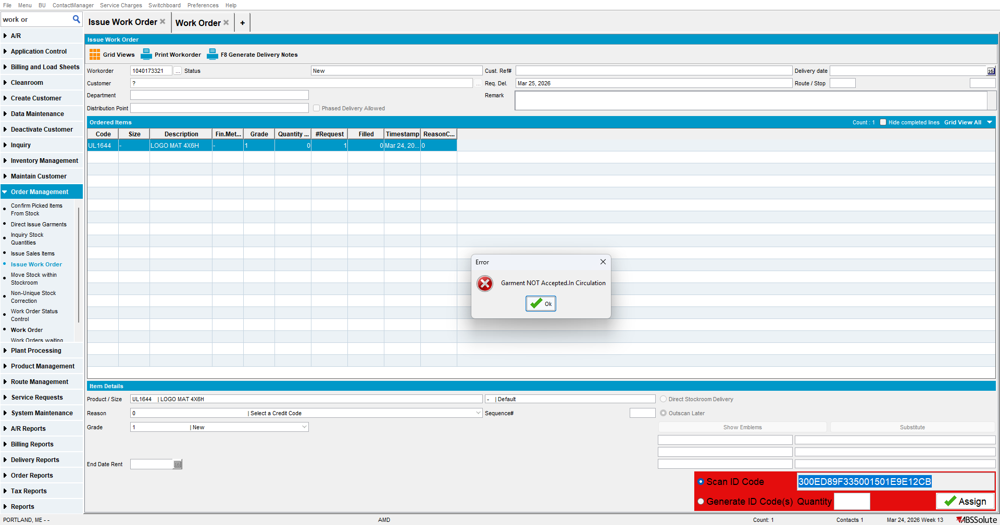 File Menu BU ContactManager Service Charges Switchboard Preferences Help
work or
Issue Work Order
Work Order
+
A/R
Application Control
Billing and Load Sheets
Cleanroom
Create Customer
Data Maintenance
Deactivate Customer
Inquiry
Inventory Management
Maintain Customer
Order Management
Confirm Picked Items
From Stock
Direct Issue Garments
Inquiry Stock
Quantities
Issue Sales Items
Issue Work Order
Move Stock within
Stockroom
Non-Unique Stock
Correction
Work Order Status
Control
Work Order
Work Orders waiting
Plant Processing
Product Management
Route Management
Service Requests
System Maintenance
A/R Reports
Billing Reports
Delivery Reports
Order Reports
Tax Reports
Reports
Issue Work Order
Grid Views Print Workorder F8 Generate Delivery Notes
Workorder 1040173321 ... Status New Cust. Ref# Delivery date 16
Customer ? ... Req. Del. Mar 25, 2026 Route / Stop
Department Remark
Distribution Point Phased Delivery Allowed
Ordered Items Count : 1 Hide completed lines Grid View All
Code Size Description Fin.Met... Grade Quantity ... #Request Filled Timestamp ReasonC...
UL1644 - LOGO MAT 4X6H - 1 0 1 0 Mar 24, 20... 0
Error
Garment NOT Accepted.In Circulation
Ok
Item Details
Product / Size UL1644 | LOGO MAT 4X6H - | Default Direct Stockroom Delivery
Reason 0 | Select a Credit Code Sequence# Outscan Later
Grade 1 | New Show Emblems Substitute
End Date Rent 16
Scan ID Code 300ED89F335001501E9E12CB
Generate ID Code(s) Quantity Assign
PORTLAND, ME - - AMD Count: 1 Contacts 1 Mar 24, 2026 Week 13 ABSSolute